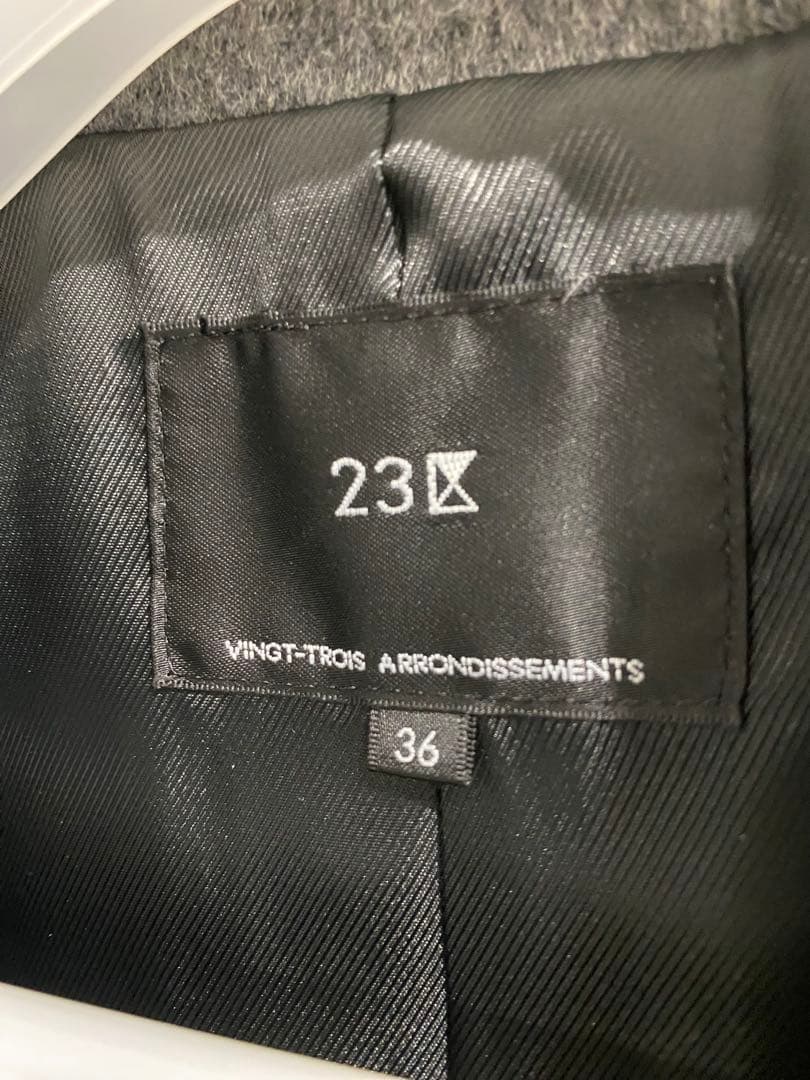 23区
VINGT-TROIS ARRONDISSEMENTS
36